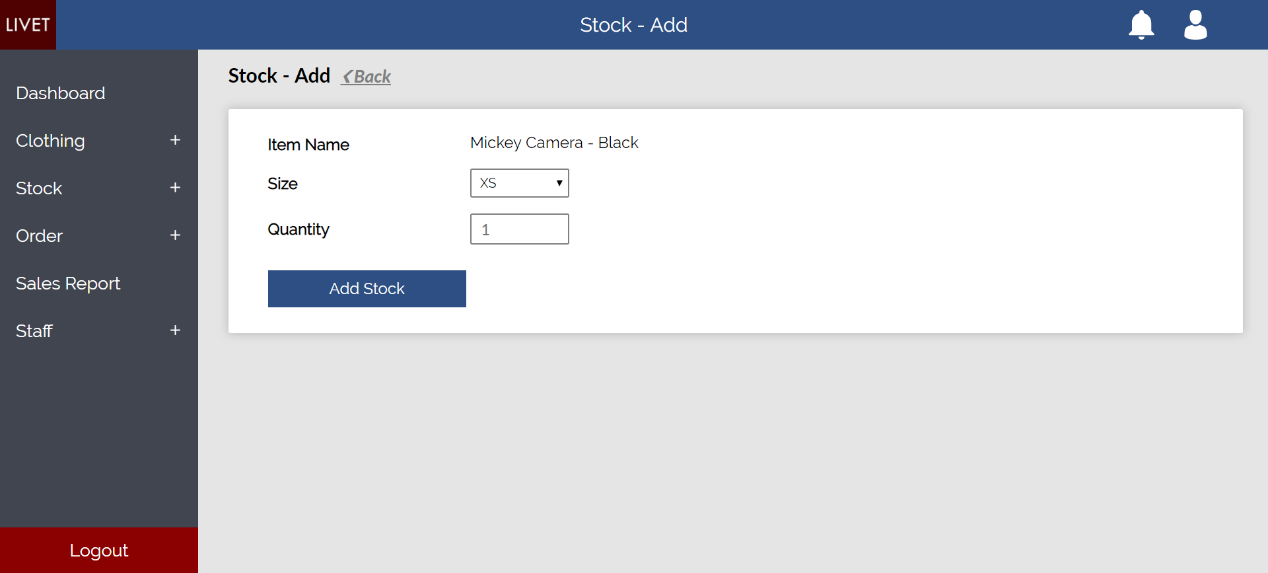 LIVET
Stock - Add
Dashboard
Clothing +
Stock +
Order +
Sales Report
Staff +
Logout
Stock - Add ❮Back
Item Name Mickey Camera - Black
Size XS ▾
Quantity 1
Add Stock